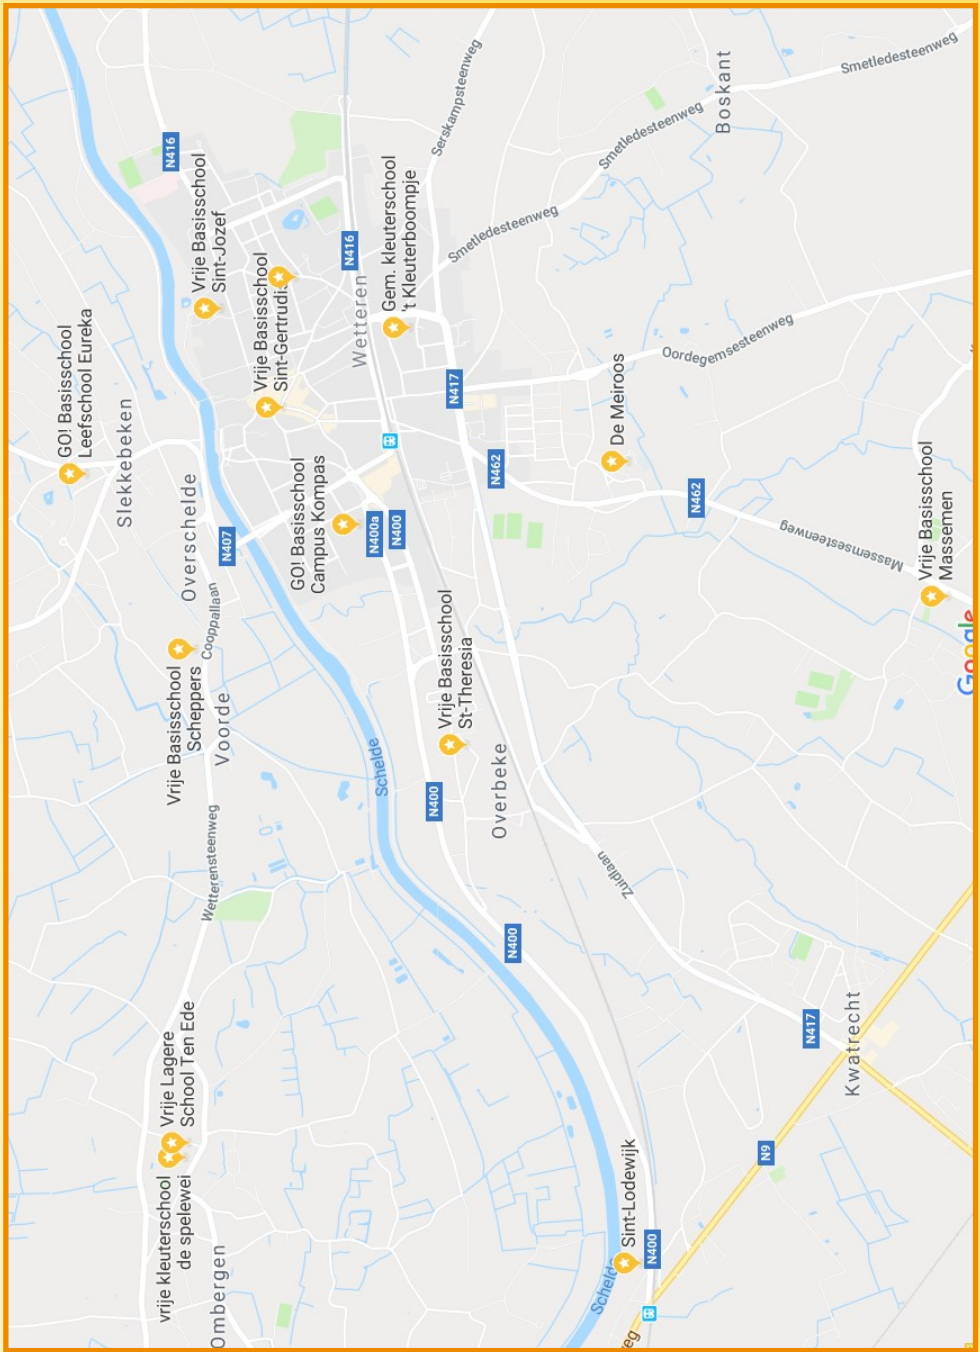 N416
Vrije Basisschool
Sint-Jozef
Serskampsteenweg
Smetledesteenweg
Boskant
Smetledesteenweg
Smetledesteenweg
N416
Gem. kleuterschool
't Kleuterboompje
Wetteren
Vrije Basisschool
Sint-Gertrudis
GO! Basisschool
Leefschool Eureka
Slekkebeken
Overschelde
N407
GO! Basisschool
Campus Kompas
N400a
N400
N417
N462
Oordegemsesteenweg
De Meiroos
N462
Massemsesteenweg
Vrije Basisschool
Massemen
Google
Cooppallaan
Vrije Basisschool
Scheppers
Voorde
Schelde
Vrije Basisschool
St-Theresia
N400
Overbeke
Zuidlaan
Wetterensteenweg
N400
N417
Kwatrecht
Vrije Lagere
School Ten Ede
vrije kleuterschool
de spelewei
Ombergen
Schelde
Sint-Lodewijk
N400
N9